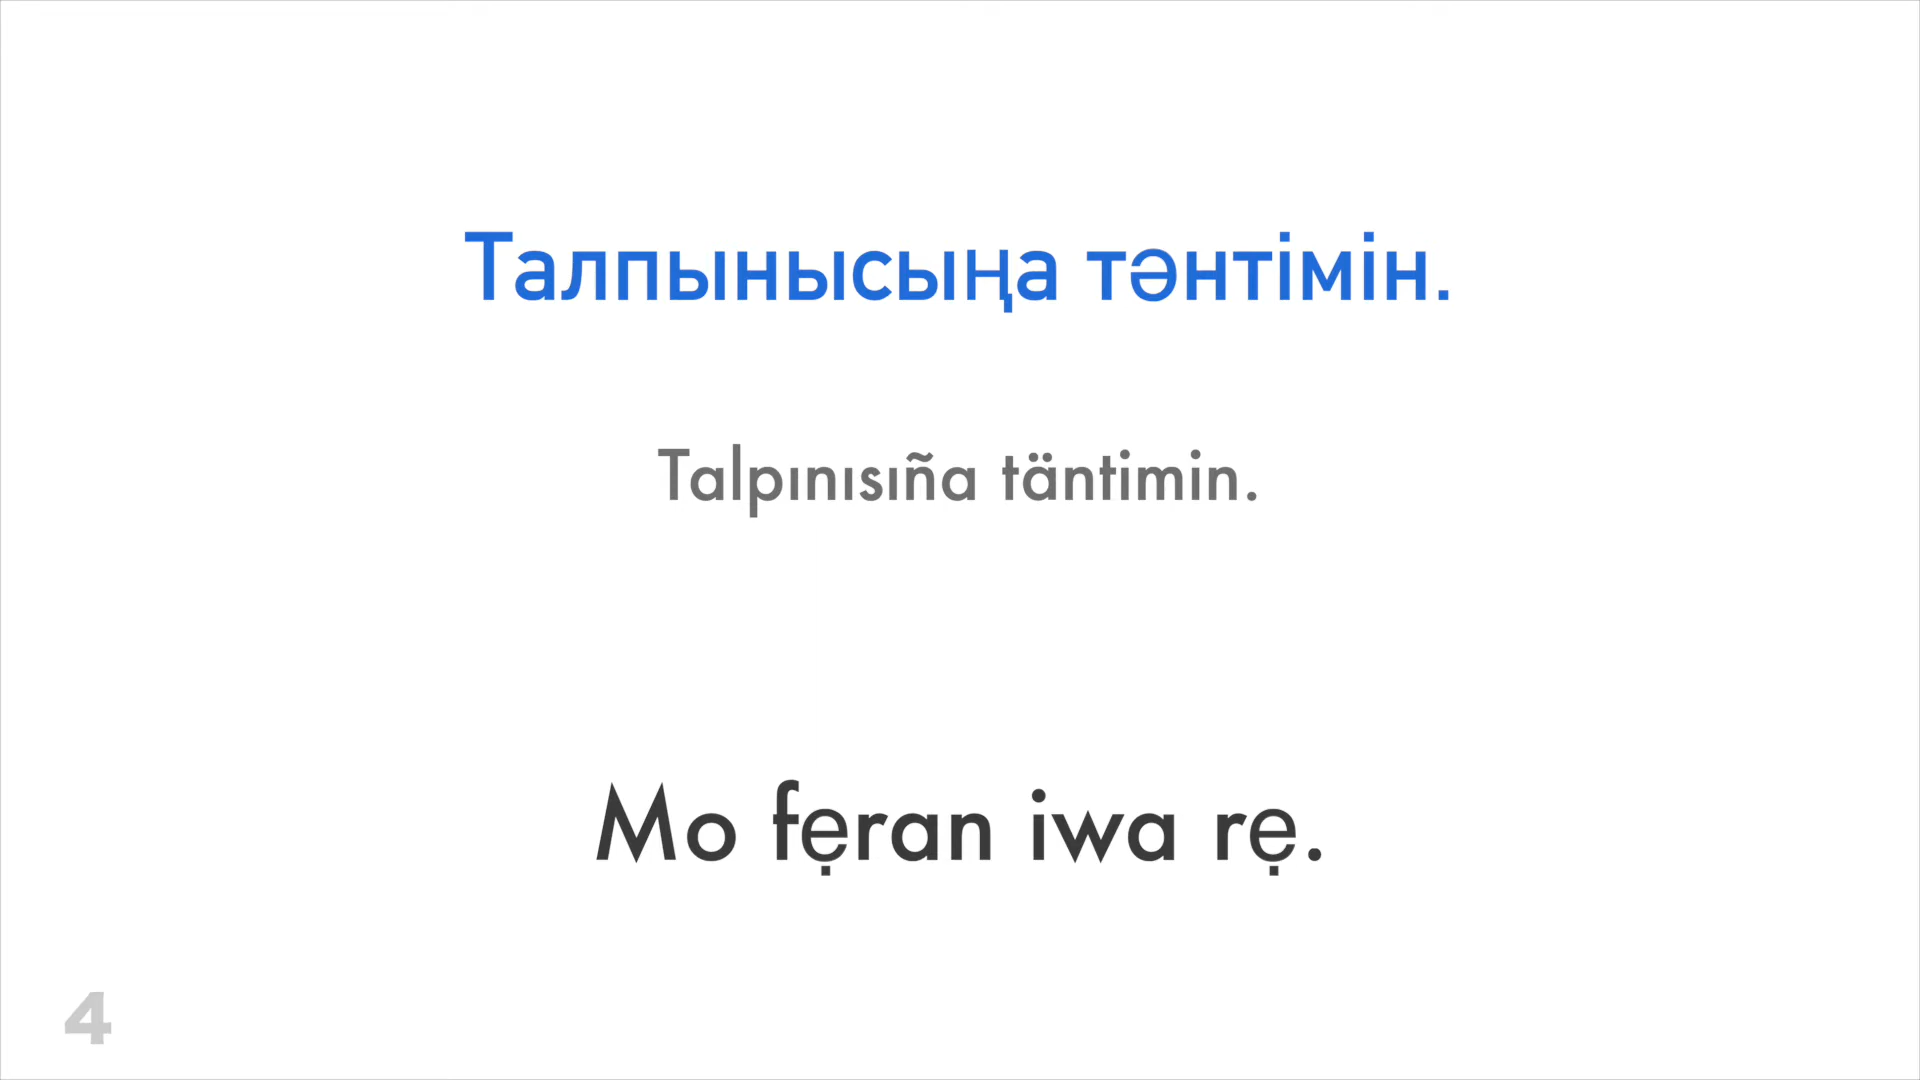 Талпынысыңа тәнтімін.
Talpınısıña täntimin.
Mo fẹran iwa rẹ.
4